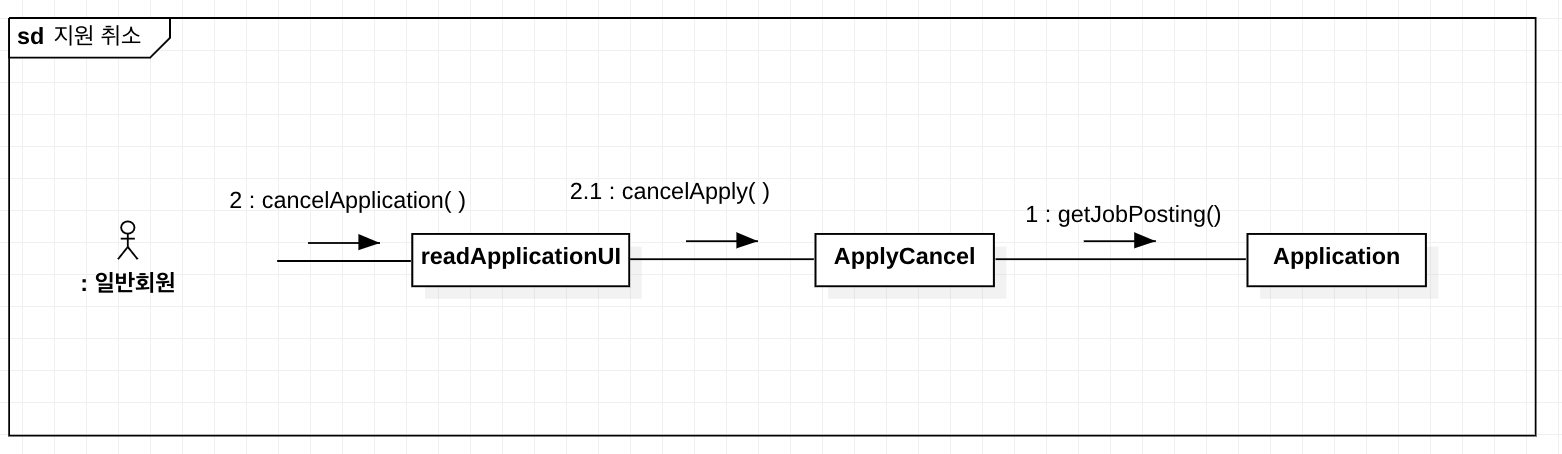 sd 지원 취소
2 : cancelApplication( )
2.1 : cancelApply( )
1 : getJobPosting()
: 일반회원
readApplicationUI
ApplyCancel
Application